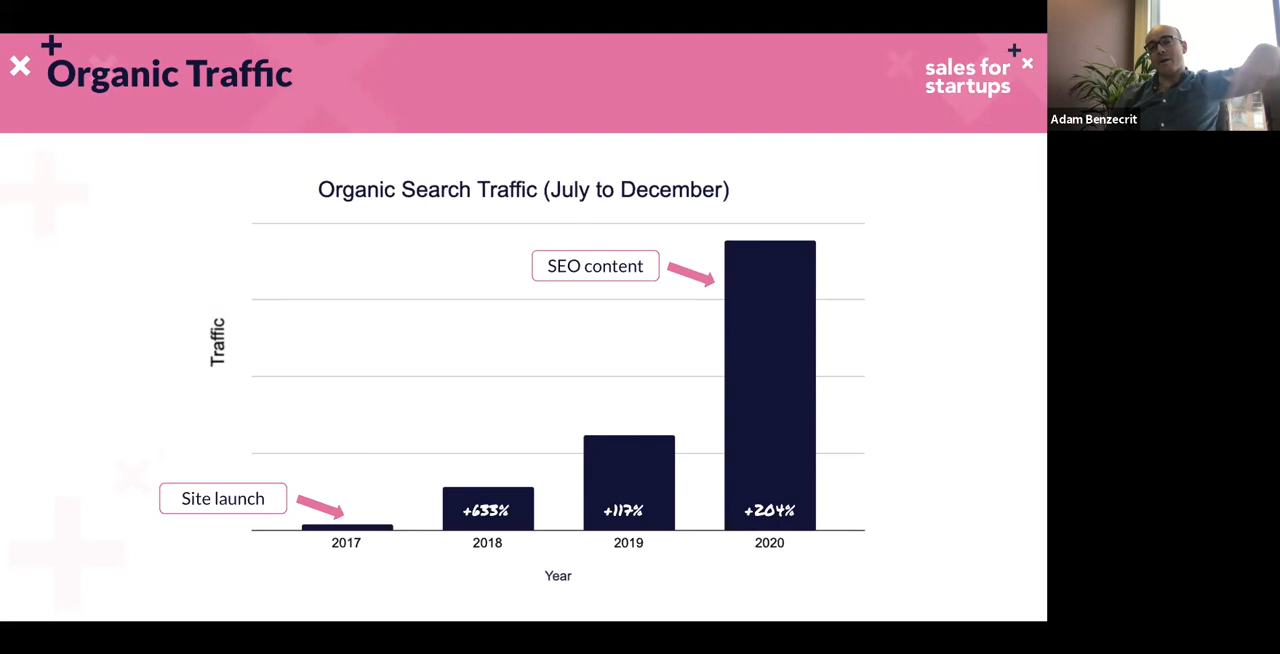 Organic Traffic
sales for
startups
Adam Benzecrit
Organic Search Traffic (July to December)
SEO content
Traffic
Site launch
+633%
+117%
+204%
2017
2018
2019
2020
Year